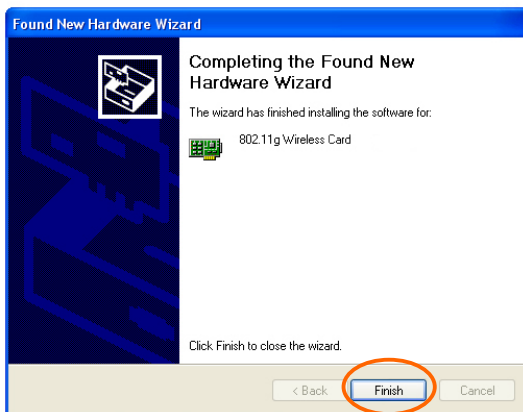 Found New Hardware Wizard
Completing the Found New
Hardware Wizard
The wizard has finished installing the software for:
802.11g Wireless Card
Click Finish to close the wizard.
< Back
Finish
Cancel